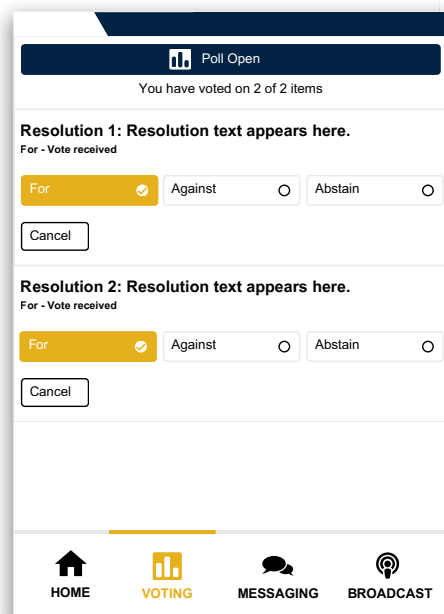 Poll Open
You have voted on 2 of 2 items
Resolution 1: Resolution text appears here.
For - Vote received
For Against Abstain
Cancel
Resolution 2: Resolution text appears here.
For - Vote received
For Against Abstain
Cancel
HOME VOTING MESSAGING BROADCAST